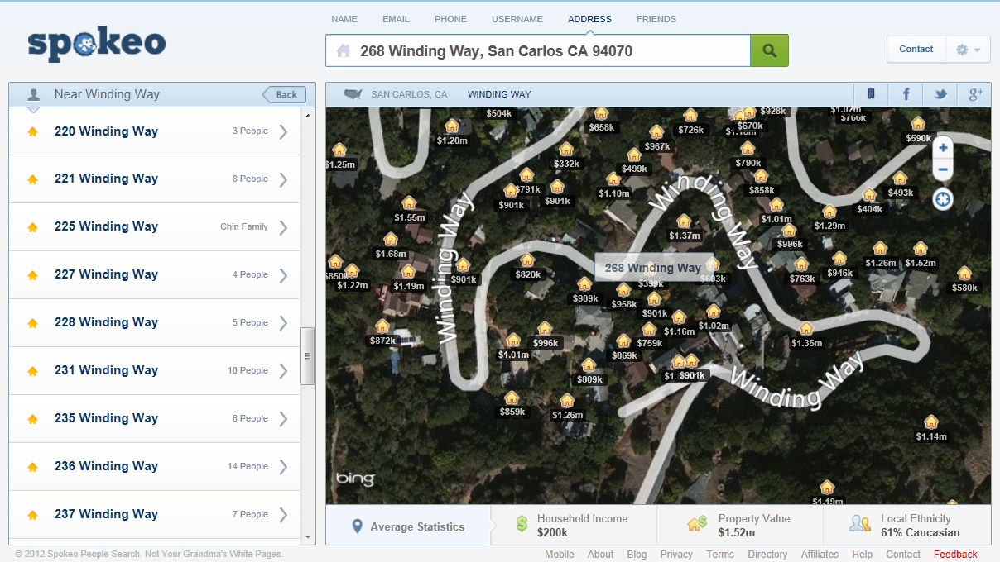 NAME EMAIL PHONE USERNAME ADDRESS FRIENDS
spokeo
268 Winding Way, San Carlos CA 94070
Contact
Near Winding Way
Back
SAN CARLOS, CA WINDING WAY
220 Winding Way 3 People
221 Winding Way 8 People
225 Winding Way Chin Family
227 Winding Way 4 People
228 Winding Way 5 People
231 Winding Way 10 People
235 Winding Way 6 People
236 Winding Way 14 People
237 Winding Way 7 People
$504k
$928k
$1.02m
$766k
$658k
$726k
$670k
$1.20m
$967k
$590k
$1.25m
$332k
$499k
$790k
$791k
$901k
$901k
$1.10m
$858k
$493k
$404k
Winding Way
Winding Way
$1.55m
$1.01m
$1.29m
$1.37m
$996k
$1.68m
$850k
$1.22m
$1.19m
$901k
$820k
268 Winding Way
$399k
$603k
$763k
$946k
$1.26m
$1.52m
$580k
$989k
$958k
$901k
$1.16m
$1.02m
$872k
$996k
$1.01m
$759k
$869k
$1.35m
$809k
$901k
Winding Way
$859k
$1.26m
$1.14m
$1.19m
bing
Average Statistics
Household Income
$200k
Property Value
$1.52m
Local Ethnicity
61% Caucasian
© 2012 Spokeo People Search. Not Your Grandma's White Pages.
Mobile About Blog Privacy Terms Directory Affiliates Help Contact Feedback